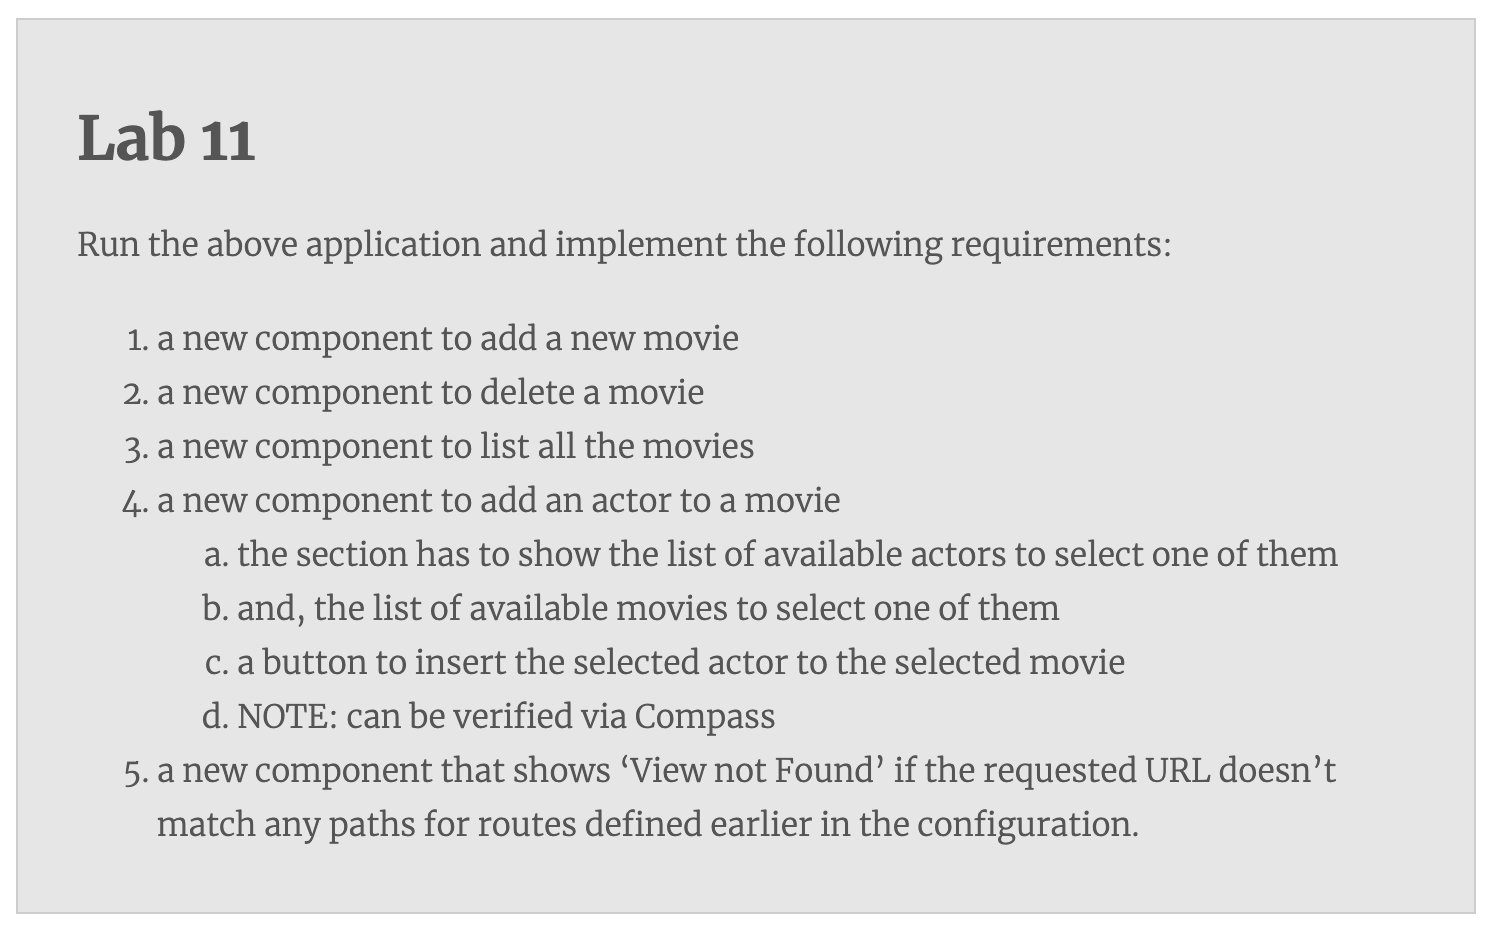 Lab 11
Run the above application and implement the following requirements:
1. a new component to add a new movie
2. a new component to delete a movie
3. a new component to list all the movies
4. a new component to add an actor to a movie
a. the section has to show the list of available actors to select one of them
b. and, the list of available movies to select one of them
c. a button to insert the selected actor to the selected movie
d. NOTE: can be verified via Compass
5. a new component that shows ‘View not Found’ if the requested URL doesn’t
match any paths for routes defined earlier in the configuration.